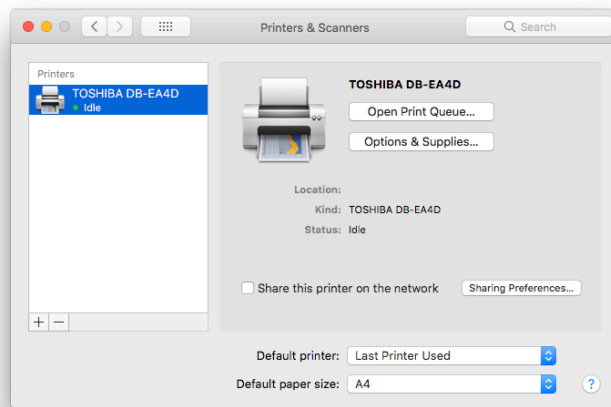 Printers & Scanners
Search
Printers
TOSHIBA DB-EA4D
Idle
TOSHIBA DB-EA4D
Open Print Queue...
Options & Supplies...
Location:
Kind: TOSHIBA DB-EA4D
Status: Idle
Share this printer on the network
Sharing Preferences...
+ −
Default printer: Last Printer Used
Default paper size: A4
?